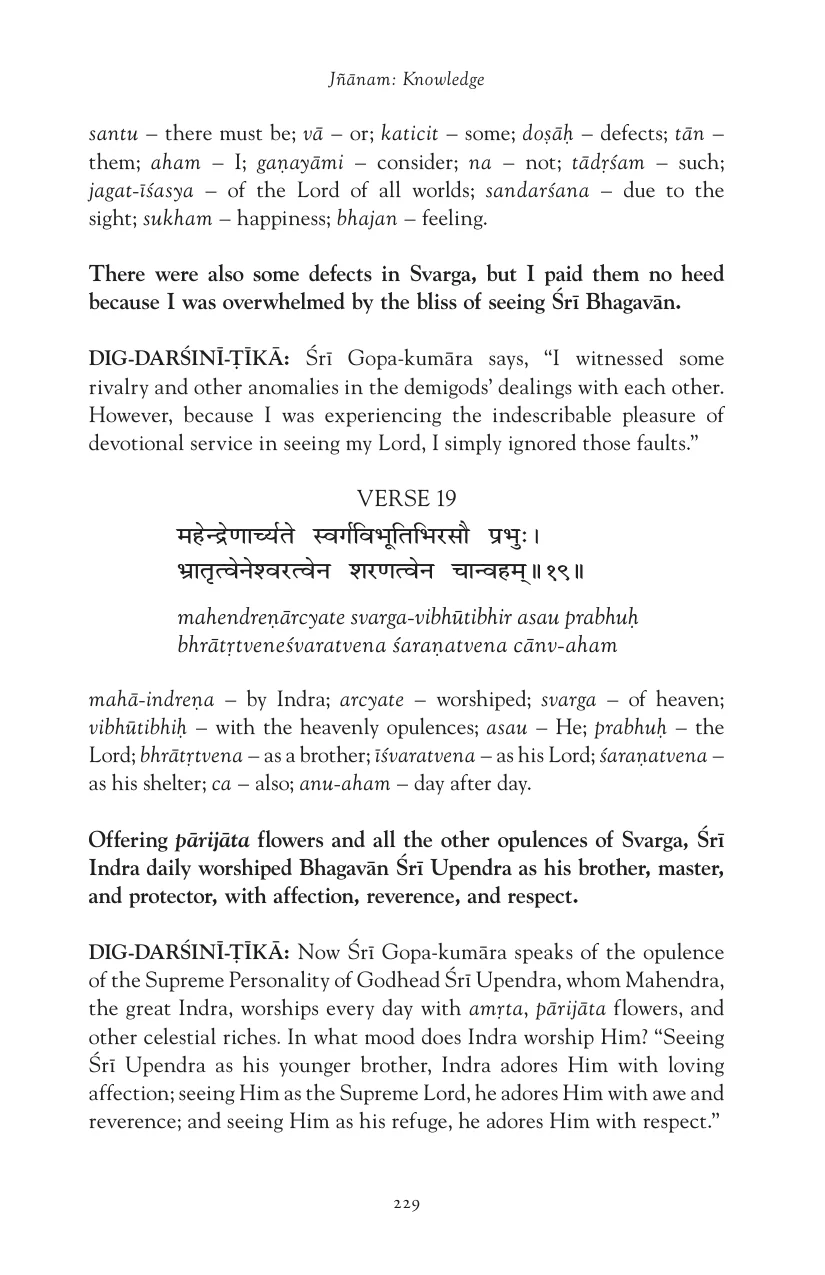 Jñānam: Knowledge
santu – there must be; vā – or; katicit – some; doṣāḥ – defects; tān –
them; aham – I; gaṇayāmi – consider; na – not; tādṛśam – such;
jagat-īśasya – of the Lord of all worlds; sandarśana – due to the
sight; sukham – happiness; bhajan – feeling.
There were also some defects in Svarga, but I paid them no heed
because I was overwhelmed by the bliss of seeing Śrī Bhagavān.
DIG-DARŚINĪ-ṬĪKĀ: Śrī Gopa-kumāra says, “I witnessed some
rivalry and other anomalies in the demigods’ dealings with each other.
However, because I was experiencing the indescribable pleasure of
devotional service in seeing my Lord, I simply ignored those faults.”
VERSE 19
महेन्द्रेणार्च्यते स्वर्गविभूतिभिरसौ प्रभुः।
भ्रातृत्वेनेश्वरत्वेन शरणत्वेन चान्वहम्॥१९॥
mahendreṇārcyate svarga-vibhūtibhir asau prabhuḥ
bhrātṛtveneśvaratvena śaraṇatvena cānv-aham
mahā-indreṇa – by Indra; arcyate – worshiped; svarga – of heaven;
vibhūtibhiḥ – with the heavenly opulences; asau – He; prabhuḥ – the
Lord; bhrātṛtvena – as a brother; īśvaratvena – as his Lord; śaraṇatvena –
as his shelter; ca – also; anu-aham – day after day.
Offering pārijāta flowers and all the other opulences of Svarga, Śrī
Indra daily worshiped Bhagavān Śrī Upendra as his brother, master,
and protector, with affection, reverence, and respect.
DIG-DARŚINĪ-ṬĪKĀ: Now Śrī Gopa-kumāra speaks of the opulence
of the Supreme Personality of Godhead Śrī Upendra, whom Mahendra,
the great Indra, worships every day with amṛta, pārijāta flowers, and
other celestial riches. In what mood does Indra worship Him? “Seeing
Śrī Upendra as his younger brother, Indra adores Him with loving
affection; seeing Him as the Supreme Lord, he adores Him with awe and
reverence; and seeing Him as his refuge, he adores Him with respect.”
229